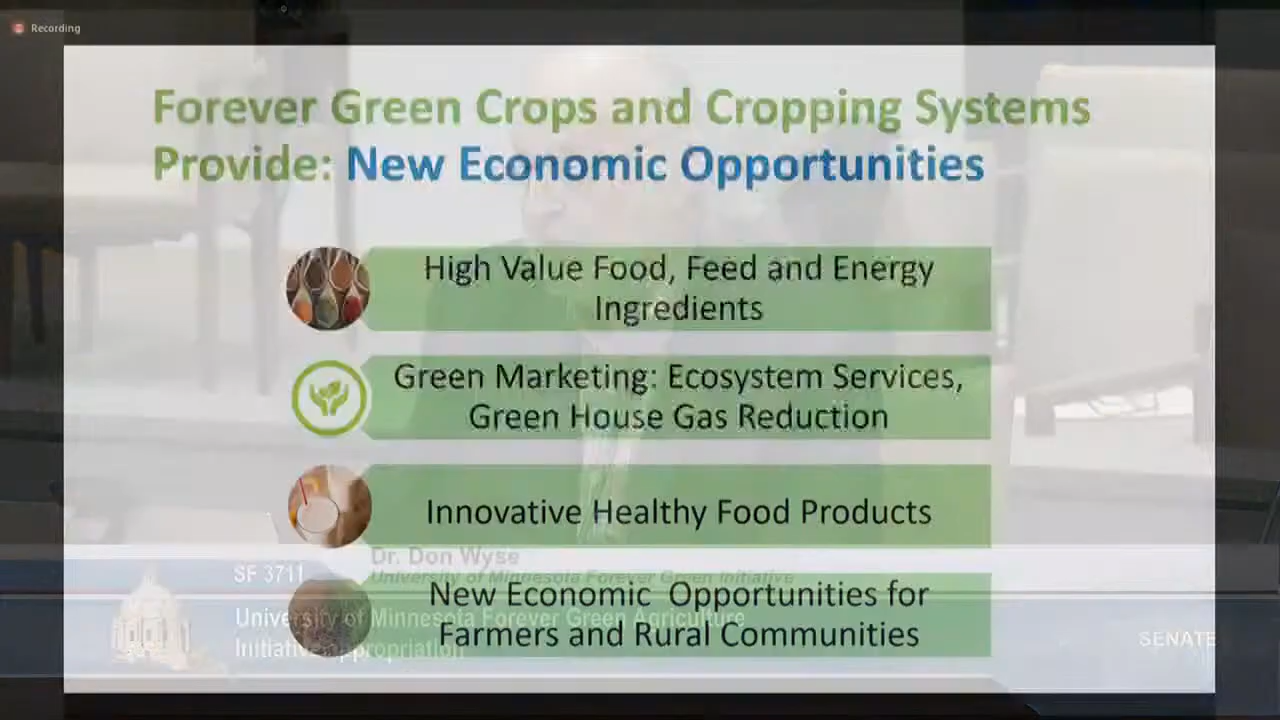 Recording
Forever Green Crops and Cropping Systems
Provide: New Economic Opportunities
High Value Food, Feed and Energy
Ingredients
Green Marketing: Ecosystem Services,
Green House Gas Reduction
Innovative Healthy Food Products
New Economic Opportunities for
Farmers and Rural Communities
Dr. Don Wyse
University of Minnesota Forever Green Initiative
SF 3711
University of Minnesota Forever Green Agriculture
Initiative Appropriation
SENATE